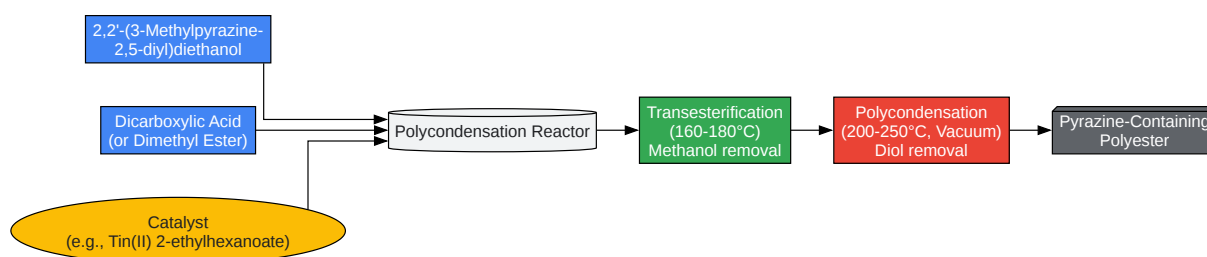 2,2'-(3-Methylpyrazine-
2,5-diyl)diethanol
Dicarboxylic Acid
(or Dimethyl Ester)
Catalyst
(e.g., Tin(II) 2-ethylhexanoate)
Polycondensation Reactor
Transesterification
(160-180°C)
Methanol removal
Polycondensation
(200-250°C, Vacuum)
Diol removal
Pyrazine-Containing
Polyester